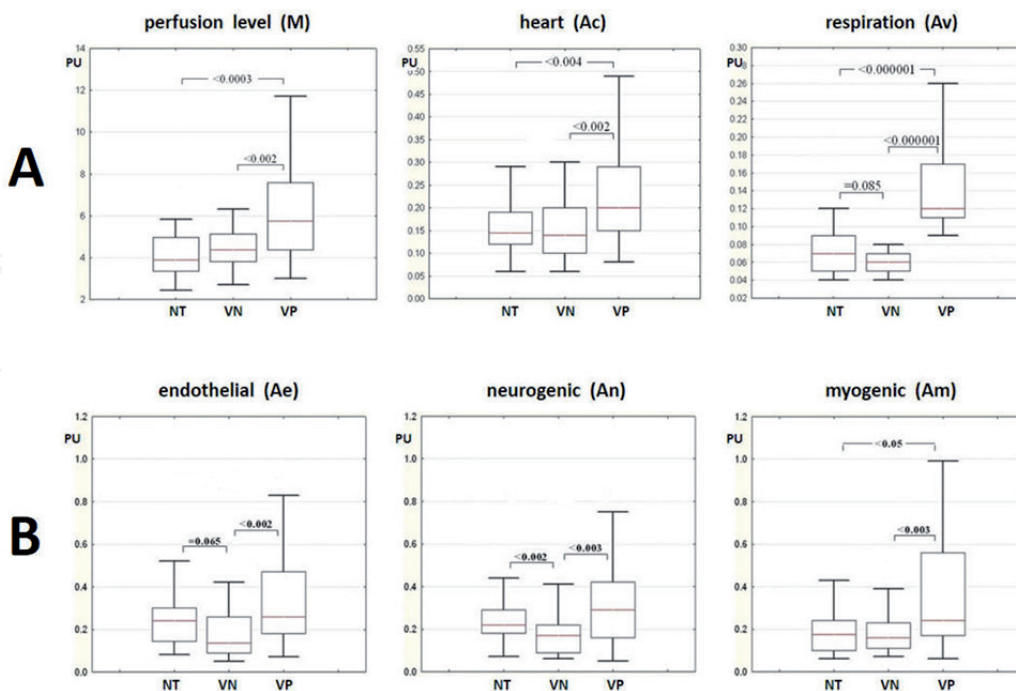 perfusion level (M)
heart (Ac)
respiration (Av)
A
PU
14
12
10
8
6
4
2
<0.0003
<0.002
NT
VN
VP
PU
0.55
0.50
0.45
0.40
0.35
0.30
0.25
0.20
0.15
0.10
0.05
0.00
<0.004
<0.002
NT
VN
VP
PU
0.30
0.28
0.26
0.24
0.22
0.20
0.18
0.16
0.14
0.12
0.10
0.08
0.06
0.04
0.02
<0.000001
<0.000001
=0.085
NT
VN
VP
endothelial (Ae)
neurogenic (An)
myogenic (Am)
B
PU
1.2
1.0
0.8
0.6
0.4
0.2
0.0
=0.065
<0.002
NT
VN
VP
PU
1.2
1.0
0.8
0.6
0.4
0.2
0.0
<0.002
<0.003
NT
VN
VP
PU
1.2
1.0
0.8
0.6
0.4
0.2
0.0
<0.05
<0.003
NT
VN
VP